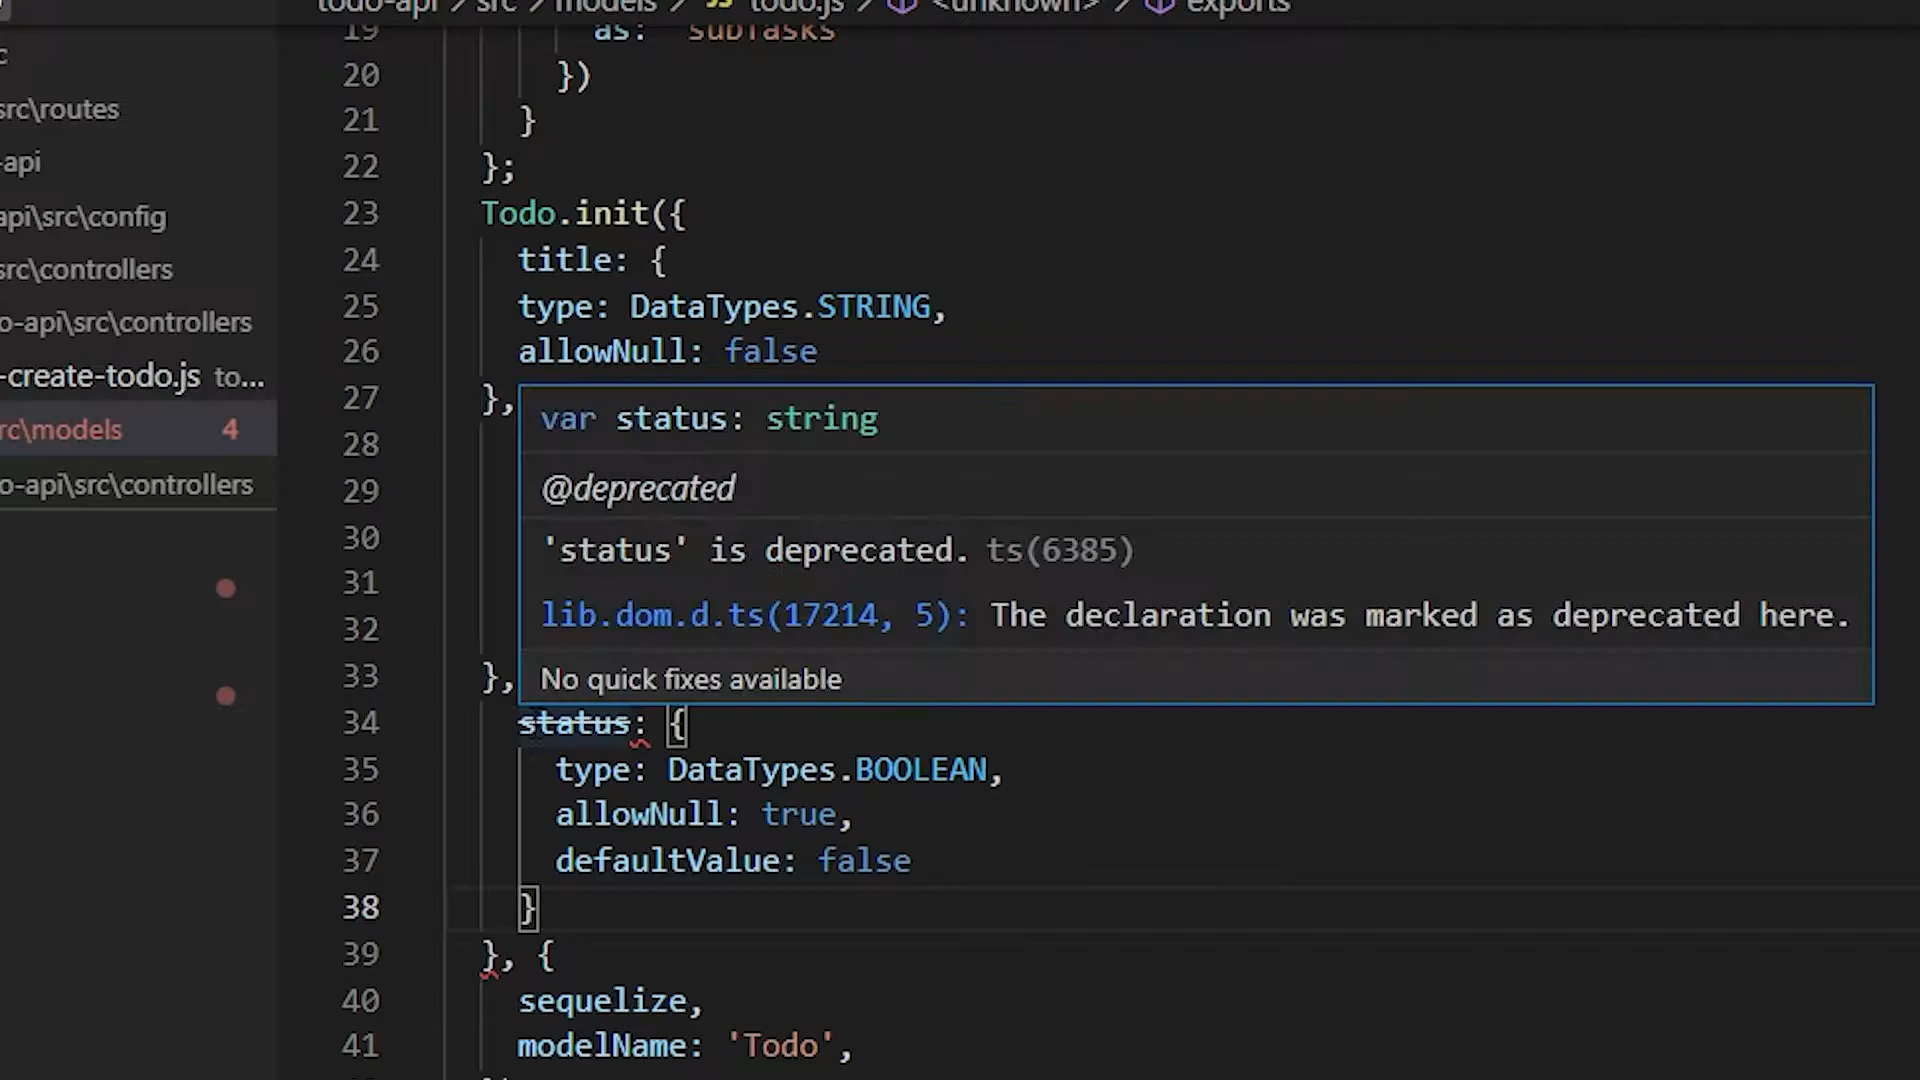 todo-api > src > models > JS todo.js > <unknown> > exports
c
src\routes
-api
api\src\config
src\controllers
o-api\src\controllers
-create-todo.js to...
rc\models 4
o-api\src\controllers
19 as: "subTasks
20 })
21 }
22 };
23 Todo.init({
24 title: {
25 type: DataTypes.STRING,
26 allowNull: false
27 },
28
29
30
31
32
33 },
var status: string
@deprecated
'status' is deprecated. ts(6385)
lib.dom.d.ts(17214, 5): The declaration was marked as deprecated here.
No quick fixes available
34 status: {
35 type: DataTypes.BOOLEAN,
36 allowNull: true,
37 defaultValue: false
38 }
39 }, {
40 sequelize,
41 modelName: 'Todo',